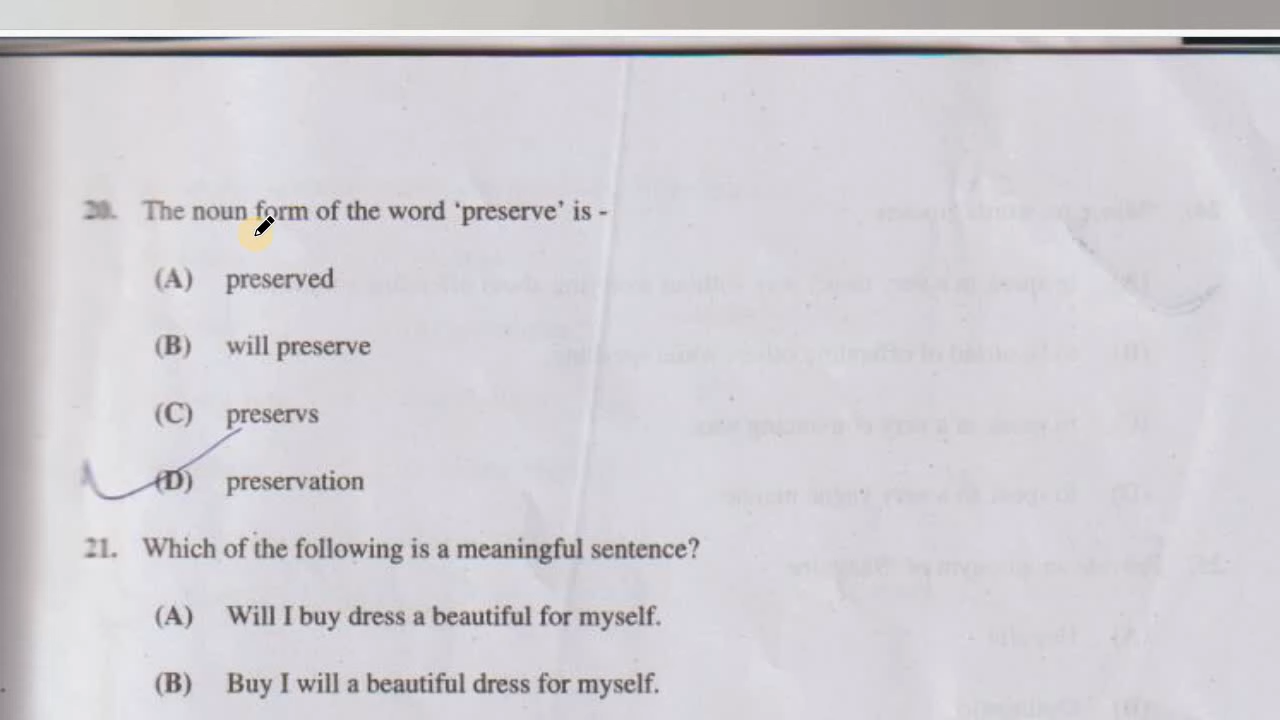 20. The noun form of the word ‘preserve’ is -
(A) preserved
(B) will preserve
(C) preservs
(D) preservation
21. Which of the following is a meaningful sentence?
(A) Will I buy dress a beautiful for myself.
(B) Buy I will a beautiful dress for myself.